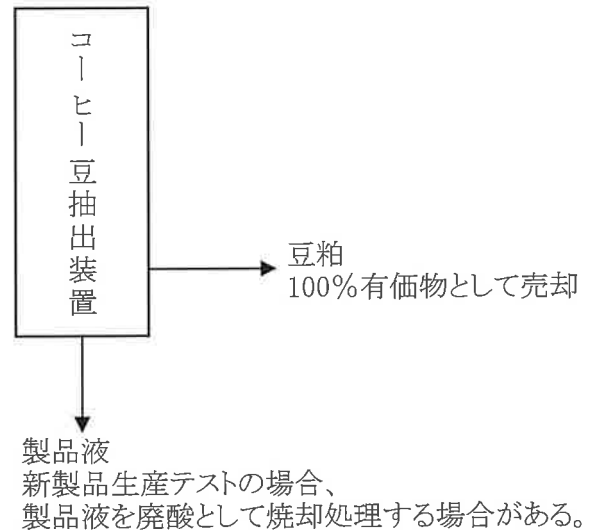 コーヒー豆抽出装置
豆粕
100%有価物として売却
製品液
新製品生産テストの場合、
製品液を廃酸として焼却処理する場合がある。